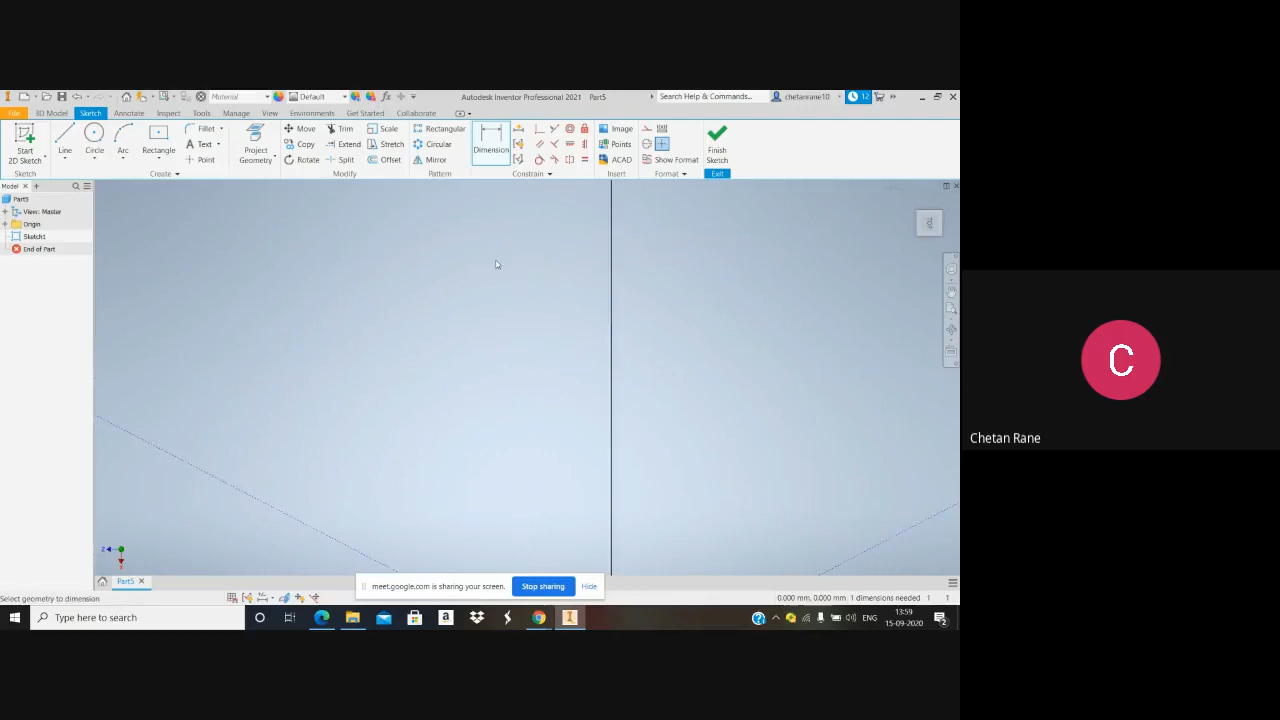 Material
Default
fx
Autodesk Inventor Professional 2021 Part5
Search Help & Commands...
chetanrane10
12
File 3D Model Sketch Annotate Inspect Tools Manage View Environments Get Started Collaborate
Start
2D Sketch
Line Circle Arc Rectangle
Fillet
Text
Point
Project
Geometry
Move Trim Scale
Copy Extend Stretch
Rotate Split Offset
Rectangular
Circular
Mirror
Dimension
Image
Points
ACAD
Show Format
Finish
Sketch
Sketch Create Modify Pattern Constrain Insert Format Exit
Model
Part5
View: Master
Origin
Sketch1
End of Part
TOP
Z
X
C
Chetan Rane
Part5
meet.google.com is sharing your screen. Stop sharing Hide
Select geometry to dimension
0.000 mm, 0.000 mm 1 dimensions needed 1 1
Type here to search
ENG
13:59
15-09-2020
2